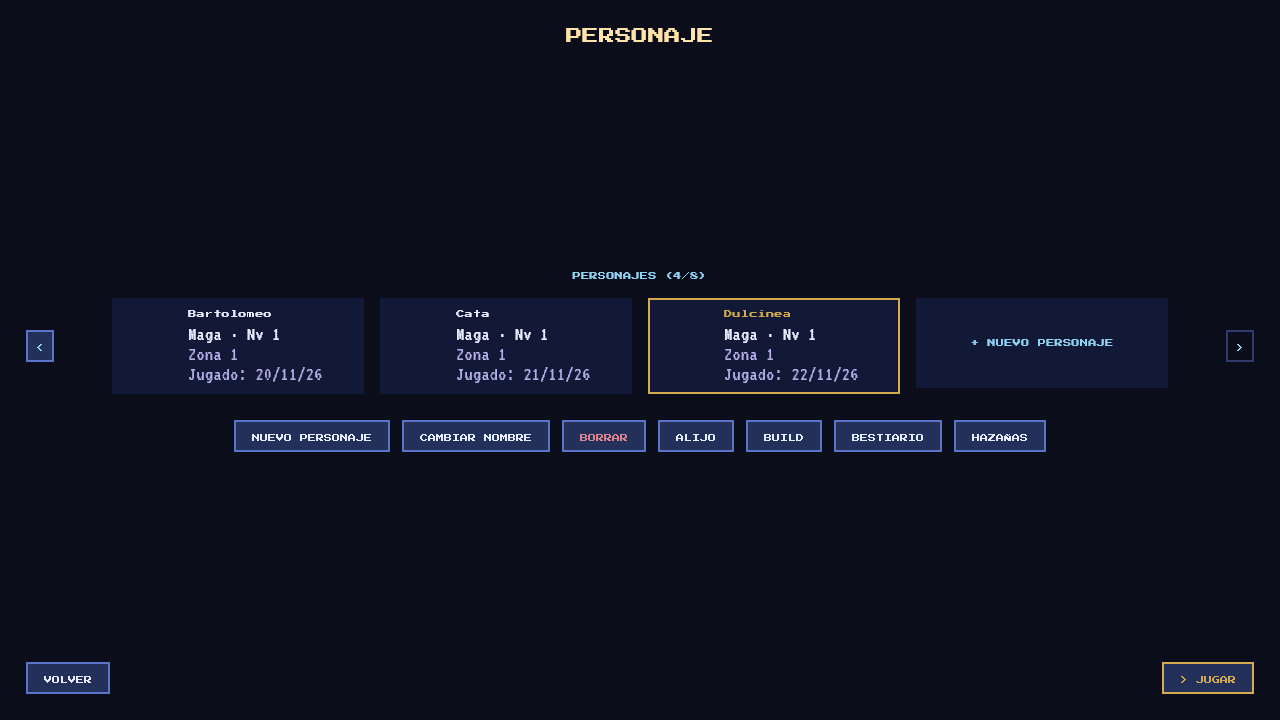 PERSONAJE
PERSONAJES (4/8)
Bartolomeo
Maga · Nv 1
Zona 1
Jugado: 20/11/26
Cata
Maga · Nv 1
Zona 1
Jugado: 21/11/26
Dulcinea
Maga · Nv 1
Zona 1
Jugado: 22/11/26
+ NUEVO PERSONAJE
‹
›
NUEVO PERSONAJE
CAMBIAR NOMBRE
BORRAR
ALIJO
BUILD
BESTIARIO
HAZAÑAS
VOLVER
> JUGAR